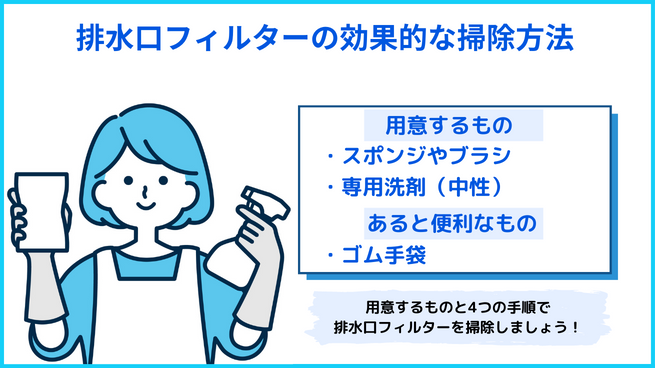 排水口フィルターの効果的な掃除方法
用意するもの
・スポンジやブラシ
・専用洗剤（中性）
あると便利なもの
・ゴム手袋
用意するものと4つの手順で
排水口フィルターを掃除しましょう！